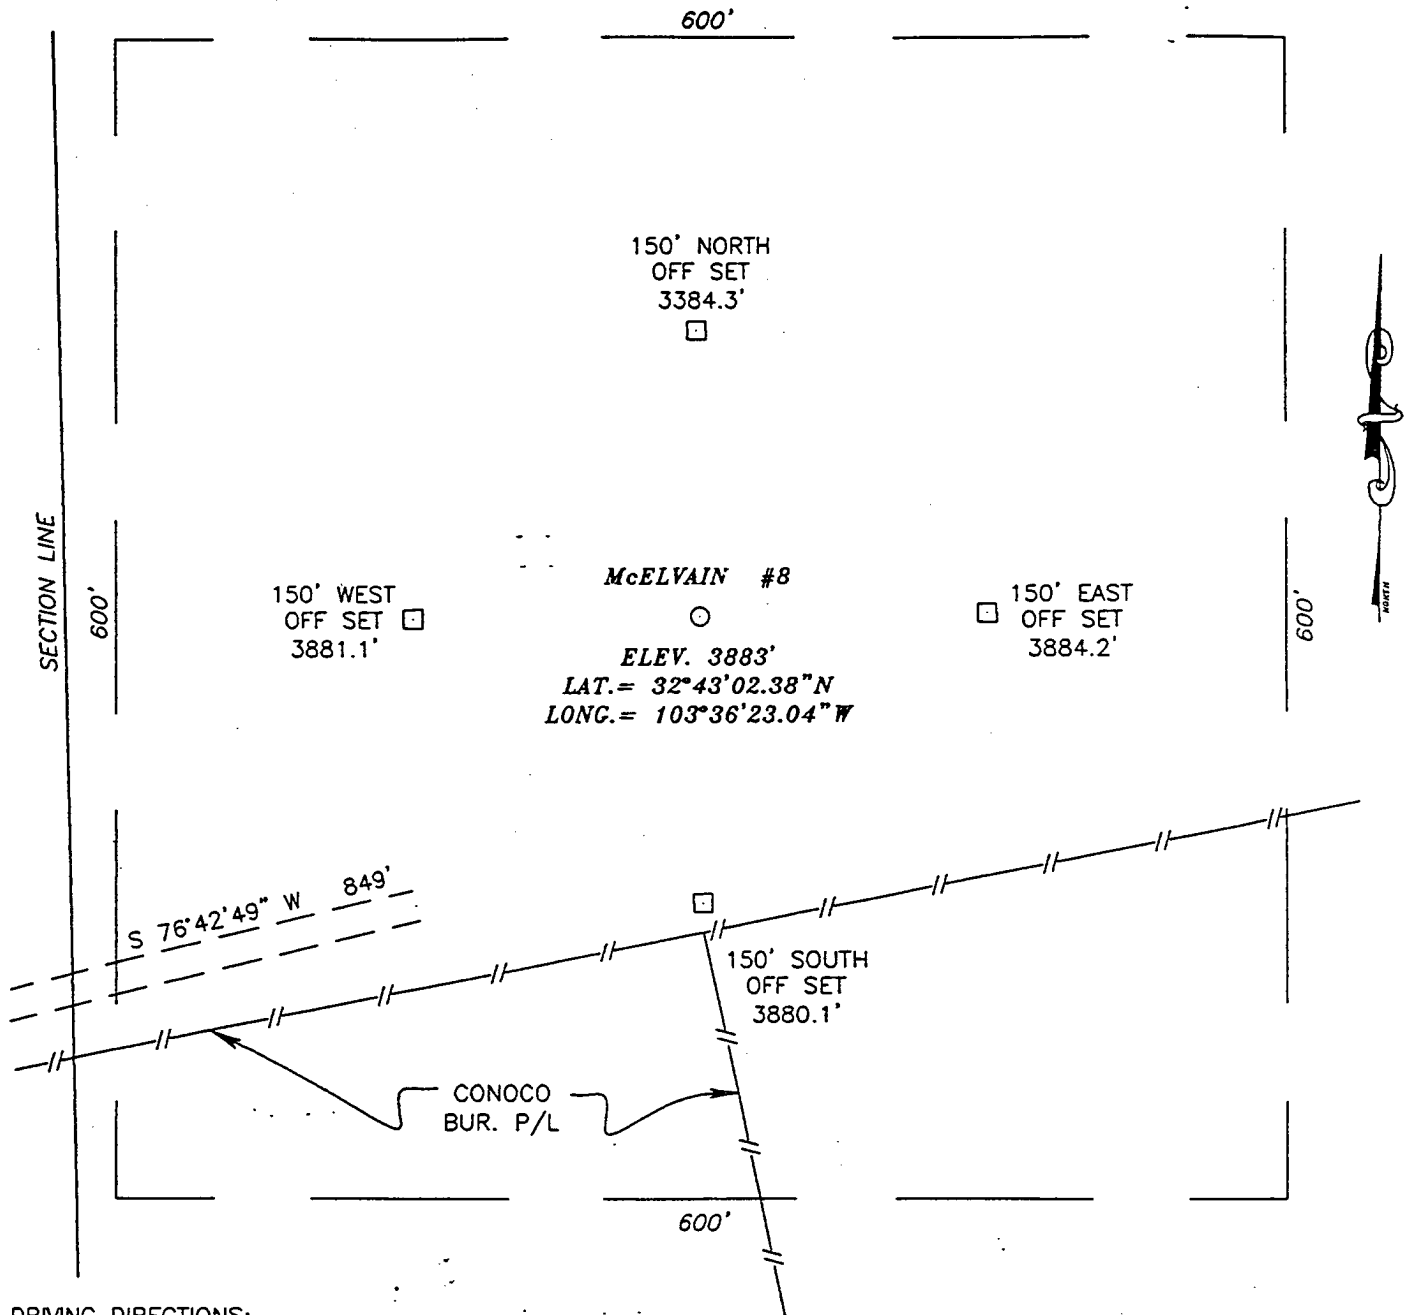 600'
150' NORTH
OFF SET
3384.3'
SECTION LINE
600'
150' WEST
OFF SET
3881.1'
McELVAIN #8
ELEV. 3883'
LAT.= 32°43'02.38"N
LONG.= 103°36'23.04"W
150' EAST
OFF SET
3884.2'
600'
NORTH
S 76°42'49" W 849'
150' SOUTH
OFF SET
3880.1'
CONOCO
BUR. P/L
600'
DRIVING DIRECTIONS: